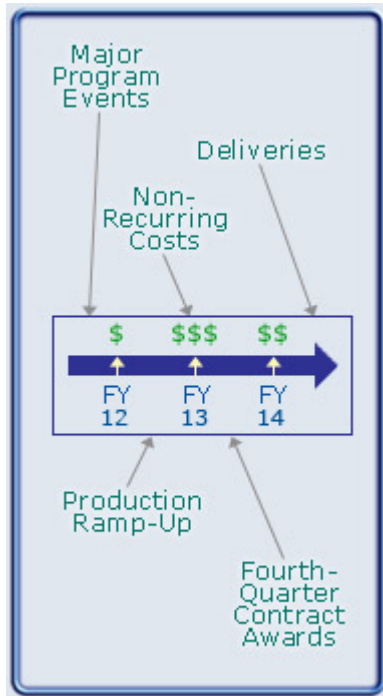 Major
Program
Events
Deliveries
Non-
Recurring
Costs
$ $$$ $$
FY FY FY
12 13 14
Production
Ramp-Up
Fourth-
Quarter
Contract
Awards